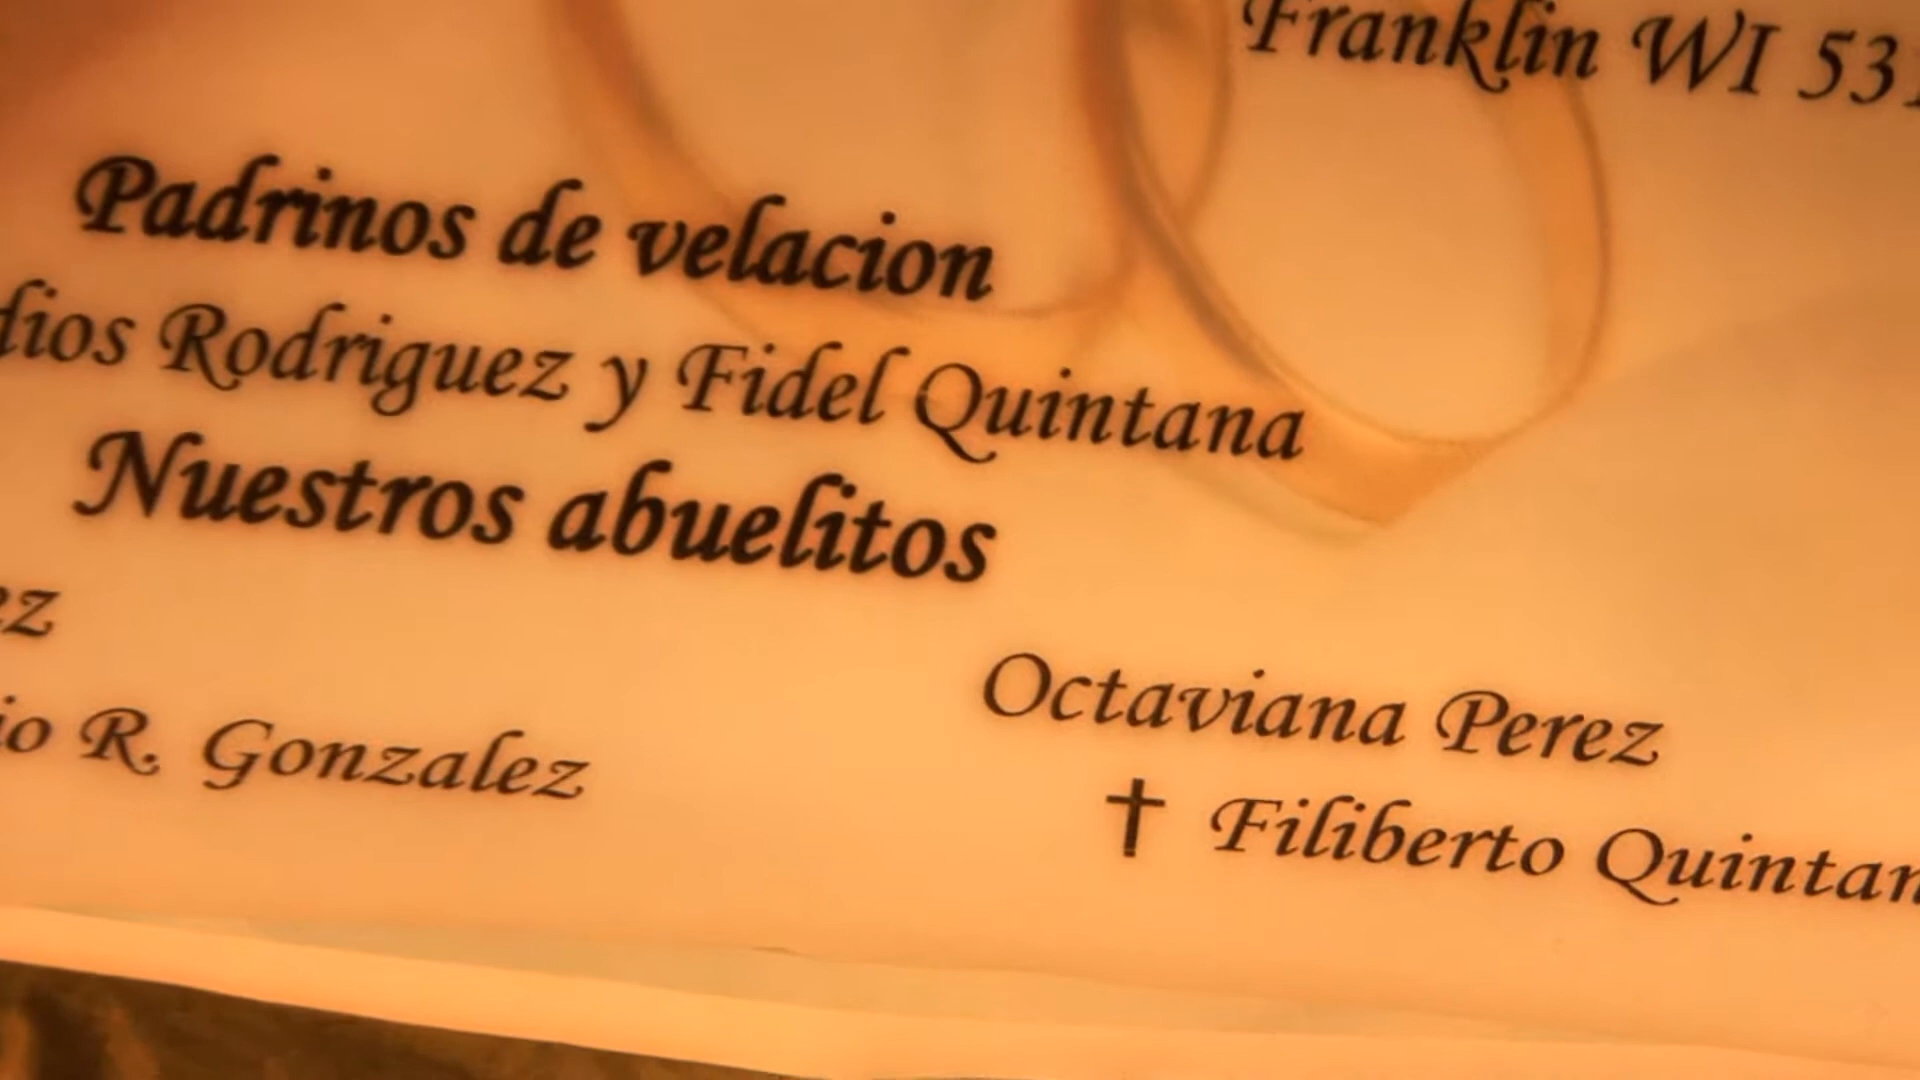 Franklin WI
Padrinos de velacion
Rodriguez y Fidel Quintana
Nuestros abuelitos
Octaviana Perez
R. Gonzalez
† Filiberto